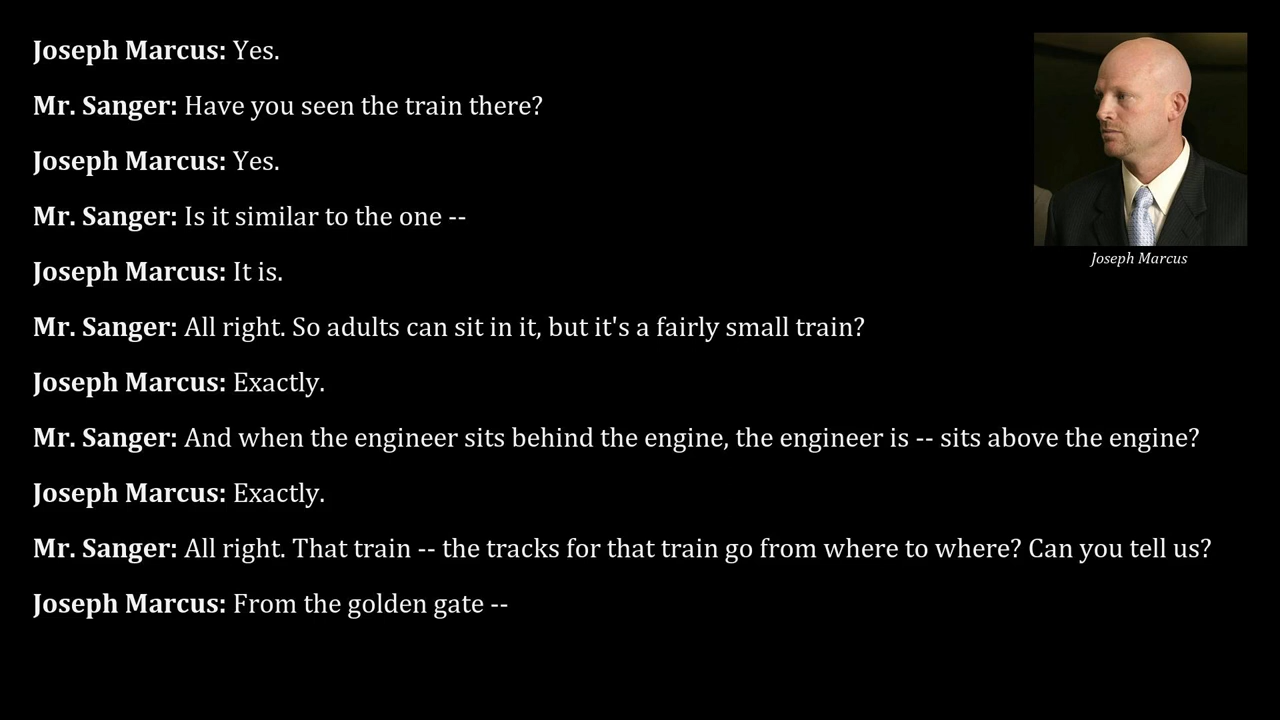 Joseph Marcus: Yes.
Mr. Sanger: Have you seen the train there?
Joseph Marcus: Yes.
Mr. Sanger: Is it similar to the one --
Joseph Marcus: It is.
Mr. Sanger: All right. So adults can sit in it, but it's a fairly small train?
Joseph Marcus: Exactly.
Mr. Sanger: And when the engineer sits behind the engine, the engineer is -- sits above the engine?
Joseph Marcus: Exactly.
Mr. Sanger: All right. That train -- the tracks for that train go from where to where? Can you tell us?
Joseph Marcus: From the golden gate --
Joseph Marcus